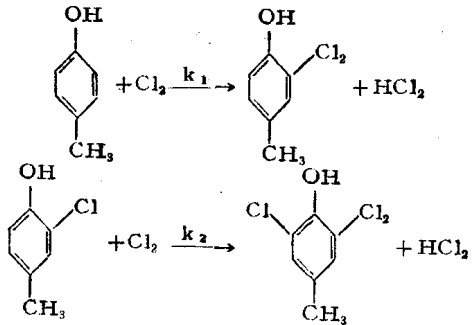 OH OH
Cl₂
+Cl₂ k₁ + HCl₂
CH₃ CH₃
OH OH
Cl Cl Cl₂
+Cl₂ k₂ + HCl₂
CH₃ CH₃